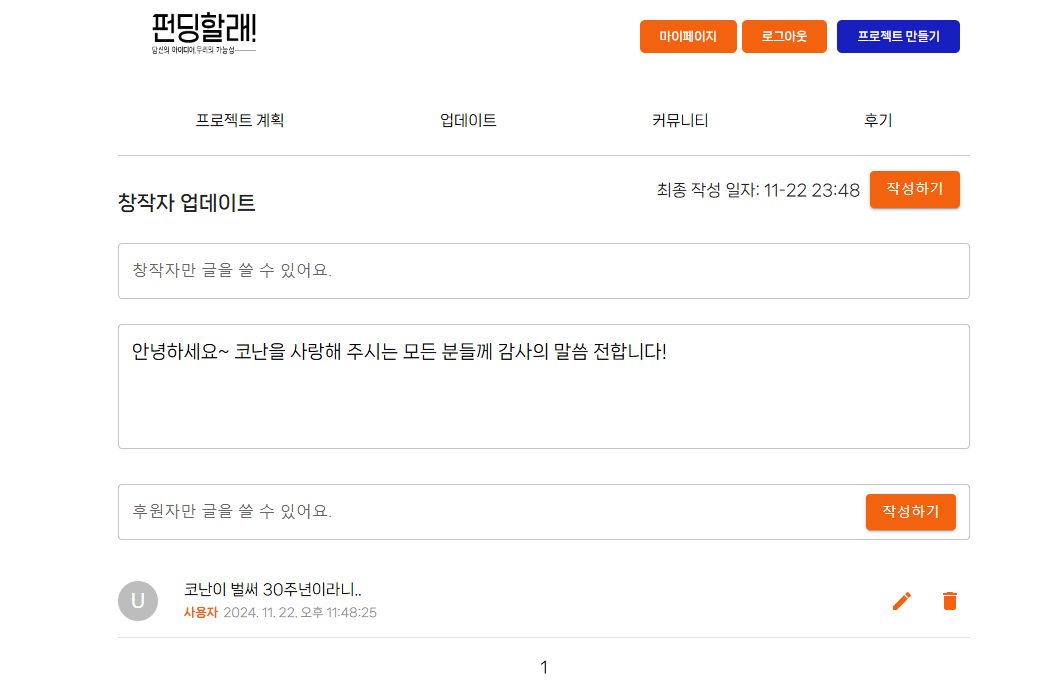 펀딩할래!
당신의 아이디어,우리의 가능성
마이페이지 로그아웃 프로젝트 만들기
프로젝트 계획 업데이트 커뮤니티 후기
최종 작성 일자: 11-22 23:48 작성하기
창작자 업데이트
창작자만 글을 쓸 수 있어요.
안녕하세요~ 코난을 사랑해 주시는 모든 분들께 감사의 말씀 전합니다!
후원자만 글을 쓸 수 있어요. 작성하기
U
코난이 벌써 30주년이라니..
사용자 2024. 11. 22. 오후 11:48:25
1